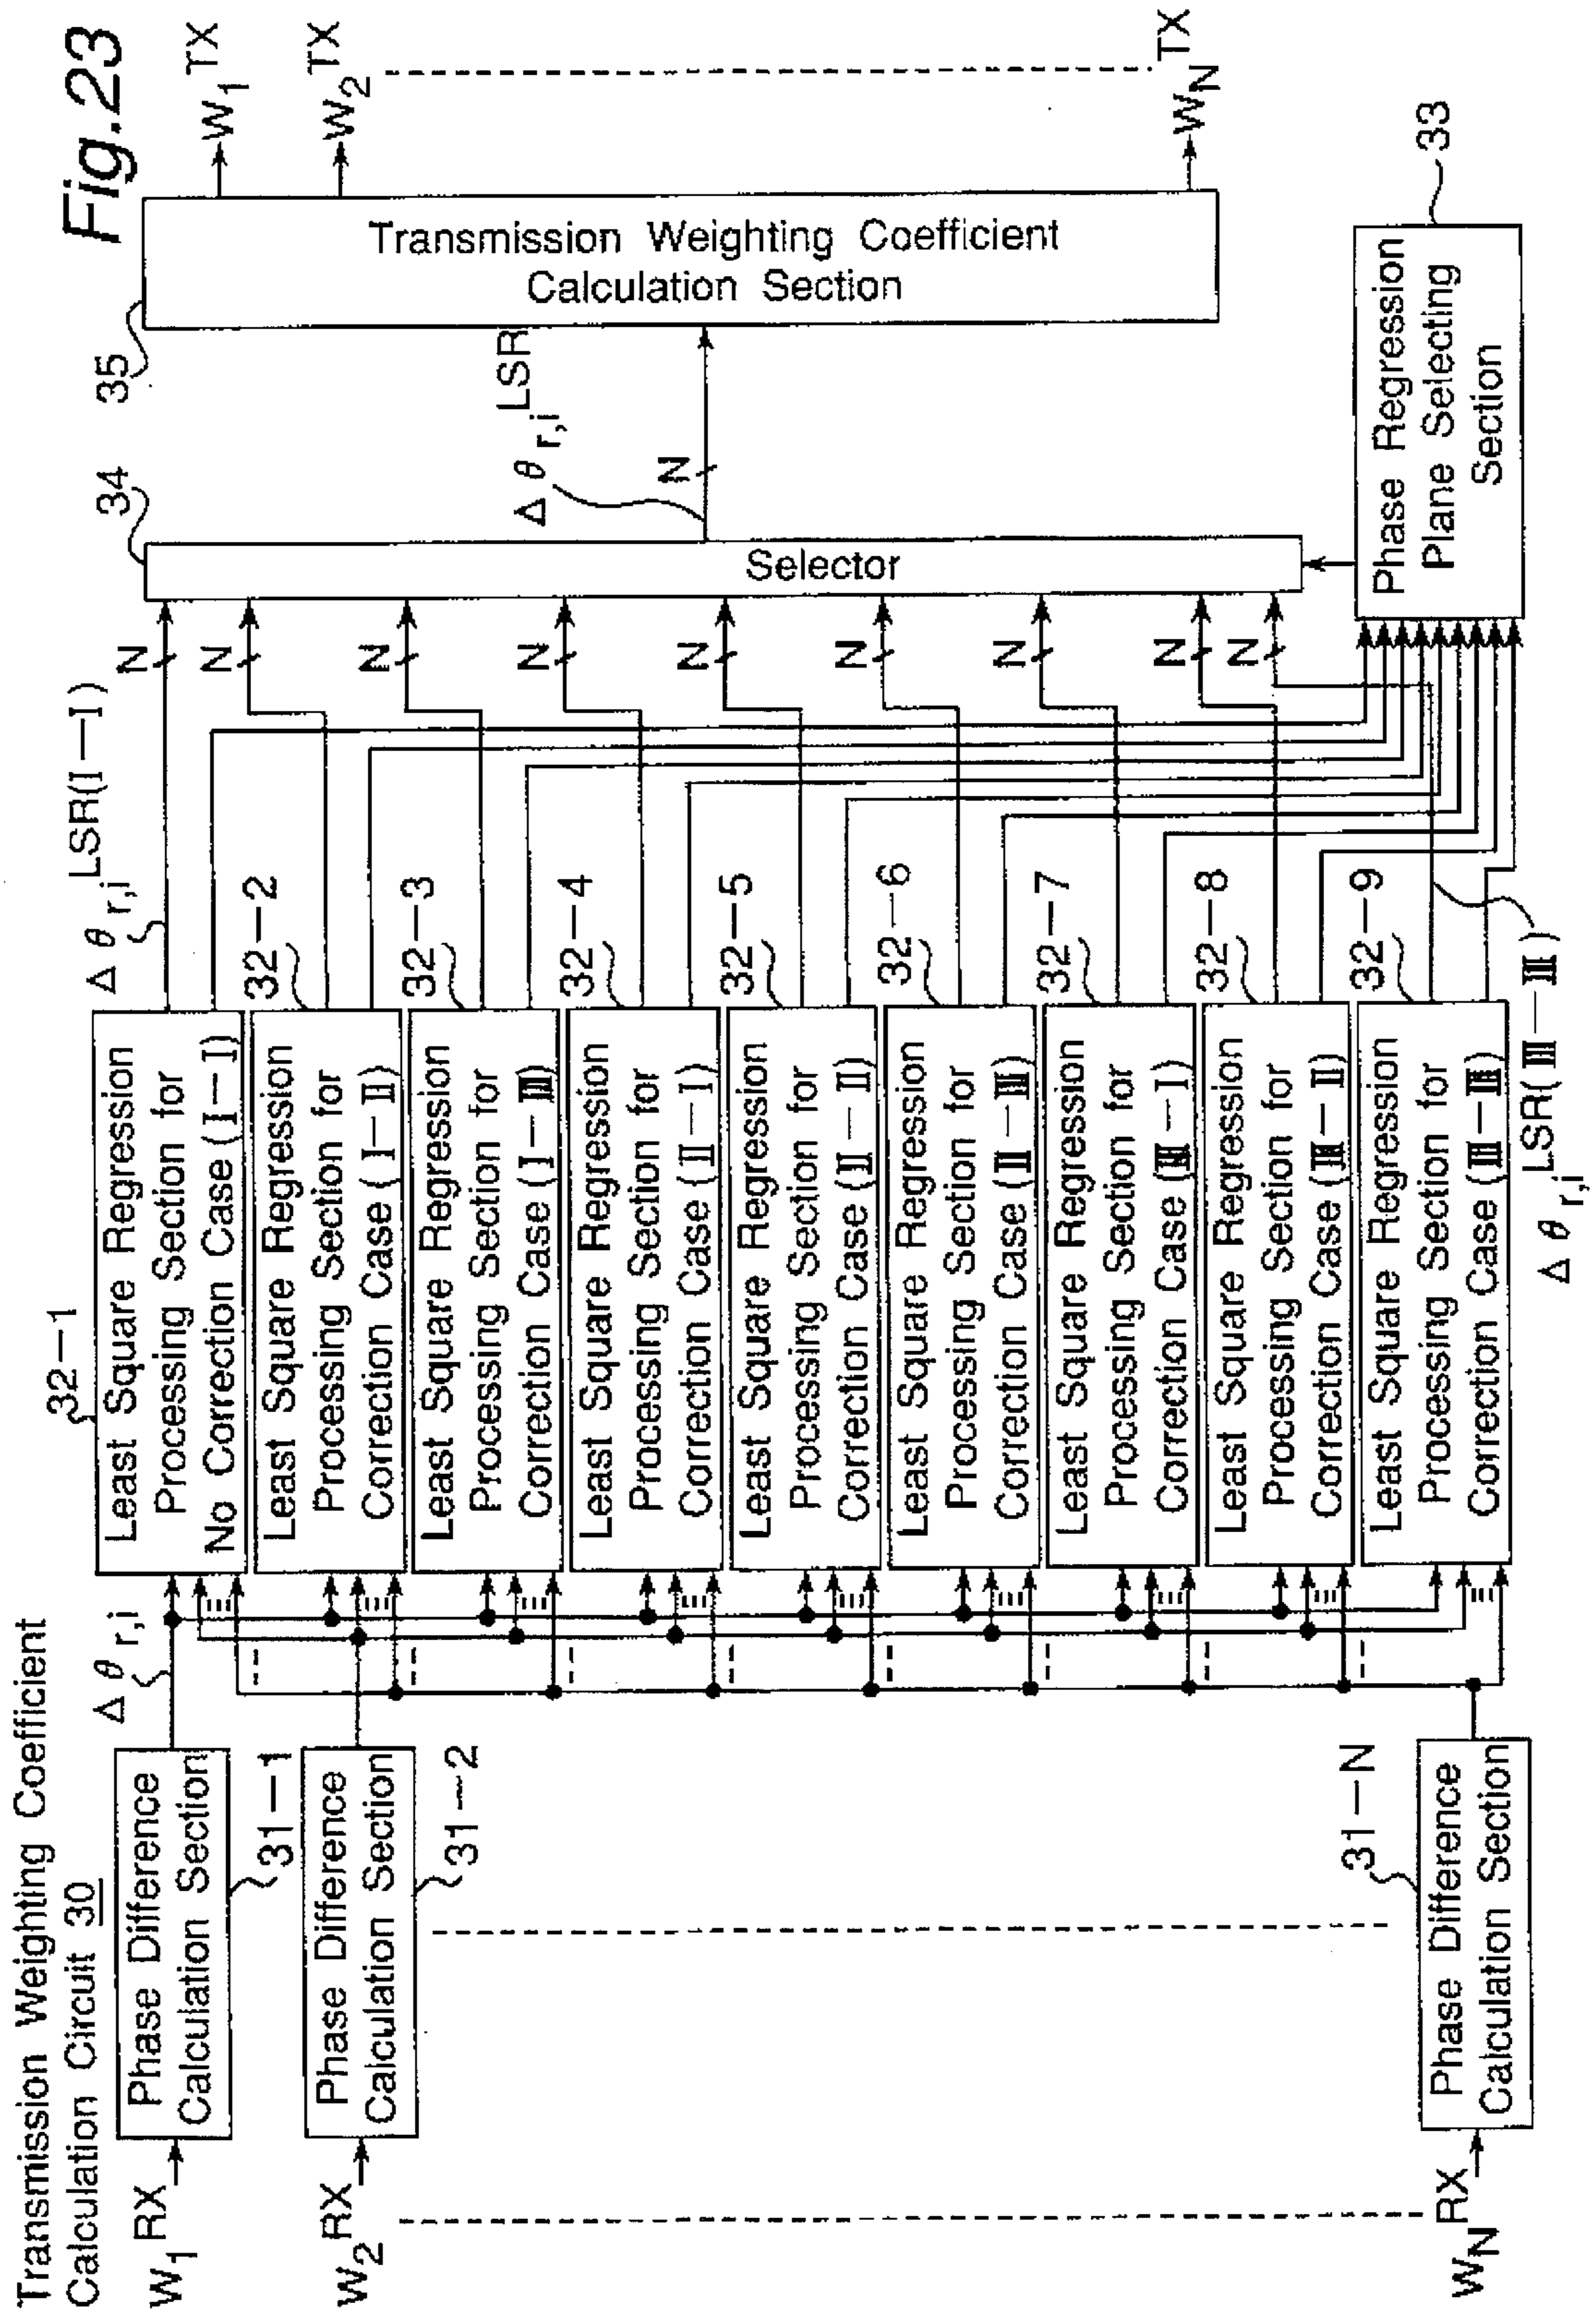 Fig.23
Transmission Weighting Coefficient
Calculation Circuit 30
W1RX
W2RX
WNRX
Phase Difference
Calculation Section
31-1
Phase Difference
Calculation Section
31-2
Phase Difference
Calculation Section
31-N
Δθr,i
32-1
Least Square Regression
Processing Section for
No Correction Case (I-I)
32-2
Least Square Regression
Processing Section for
Correction Case (I-II)
32-3
Least Square Regression
Processing Section for
Correction Case (I-III)
32-4
Least Square Regression
Processing Section for
Correction Case (II-I)
32-5
Least Square Regression
Processing Section for
Correction Case (II-II)
32-6
Least Square Regression
Processing Section for
Correction Case (II-III)
32-7
Least Square Regression
Processing Section for
Correction Case (III-I)
32-8
Least Square Regression
Processing Section for
Correction Case (III-II)
32-9
Least Square Regression
Processing Section for
Correction Case (III-III)
Δθr,iLSR(I-I)
Δθr,iLSR(III-III)
N
N
N
N
N
N
N
N
N
34
Selector
33
Phase Regression
Plane Selecting
Section
Δθr,iLSR
N
35
Transmission Weighting Coefficient
Calculation Section
W1TX
W2TX
WNTX